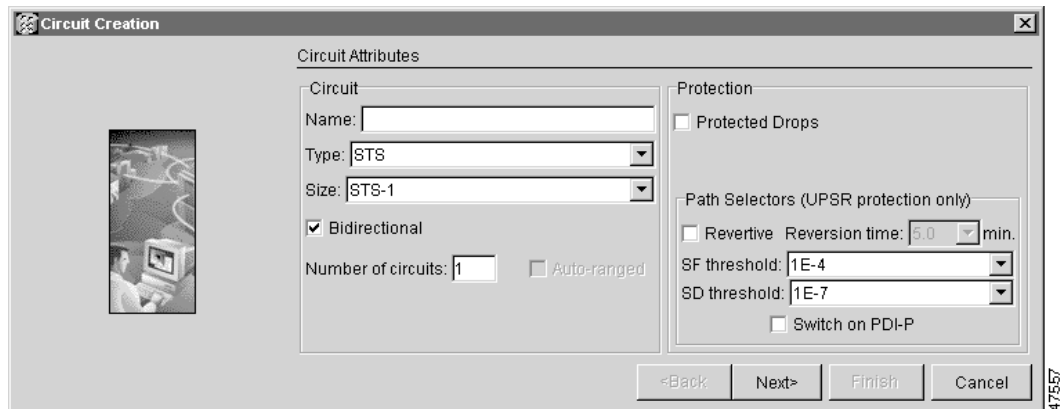 Circuit Creation
Circuit Attributes
Circuit
Name:
Type: STS
Size: STS-1
Bidirectional
Number of circuits: 1 Auto-ranged
Protection
Protected Drops
Path Selectors (UPSR protection only)
Revertive Reversion time: 5.0 min.
SF threshold: 1E-4
SD threshold: 1E-7
Switch on PDI-P
<Back Next> Finish Cancel
47557